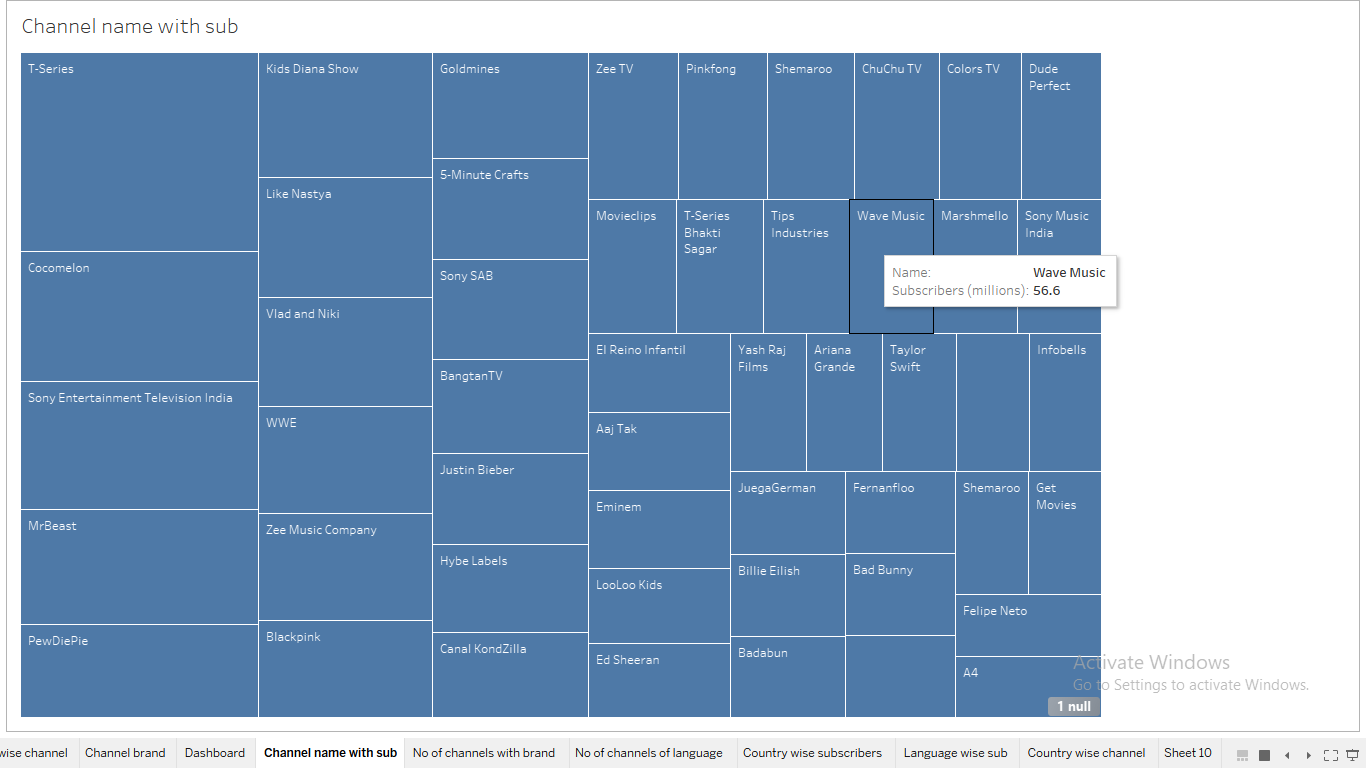 Channel name with sub
T-Series
Cocomelon
Sony Entertainment Television India
MrBeast
PewDiePie
Kids Diana Show
Like Nastya
Vlad and Niki
WWE
Zee Music Company
Blackpink
Goldmines
5-Minute Crafts
Sony SAB
BangtanTV
Justin Bieber
Hybe Labels
Canal KondZilla
Zee TV
Pinkfong
Shemaroo
ChuChu TV
Colors TV
Dude
Perfect
Movieclips
T-Series
Bhakti
Sagar
Tips
Industries
Wave Music
Marshmello
Sony Music
India
Name: Wave Music
Subscribers (millions): 56.6
El Reino Infantil
Aaj Tak
Eminem
LooLoo Kids
Ed Sheeran
Yash Raj
Films
Ariana
Grande
Taylor
Swift
Infobells
JuegaGerman
Billie Eilish
Badabun
Fernanfloo
Bad Bunny
Shemaroo
Get
Movies
Felipe Neto
A4
Activate Windows
Go to Settings to activate Windows.
1 null
wise channel
Channel brand
Dashboard
Channel name with sub
No of channels with brand
No of channels of language
Country wise subscribers
Language wise sub
Country wise channel
Sheet 10